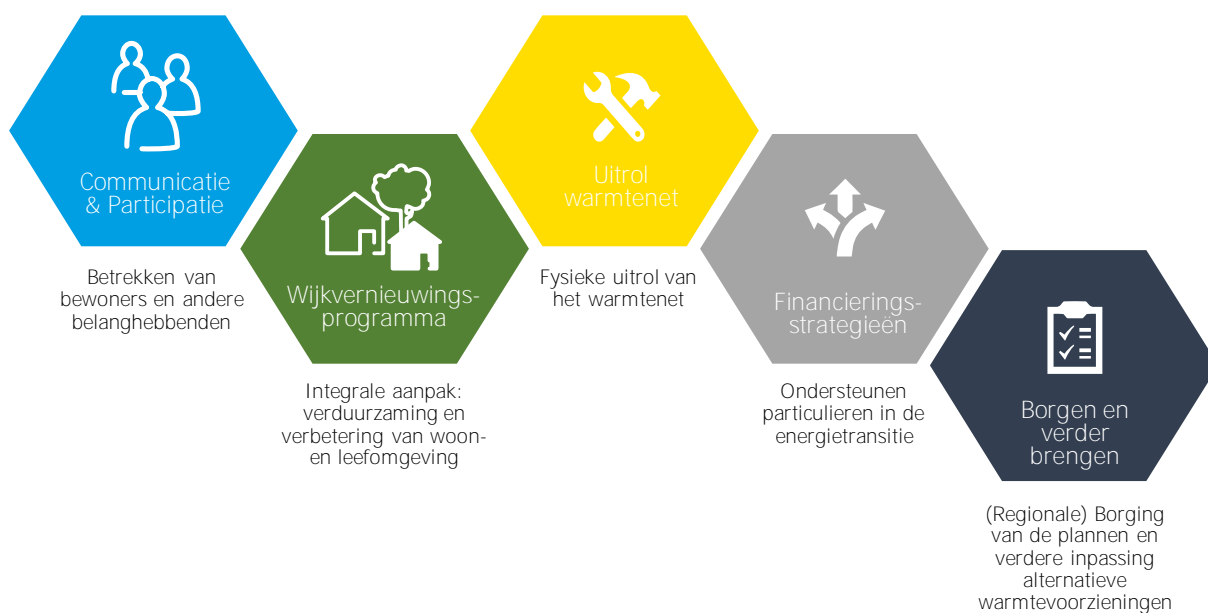 Communicatie
& Participatie
Betrekken van
bewoners en andere
belanghebbenden
Wijkvernieuwings-
programma
Integrale aanpak:
verduurzaming en
verbetering van woon-
en leefomgeving
Uitrol
warmtenet
Fysieke uitrol van
het warmtenet
Financierings-
strategieën
Ondersteunen
particulieren in de
energietransitie
Borgen en
verder
brengen
(Regionale) Borging
van de plannen en
verdere inpassing
alternatieve
warmtevoorzieningen